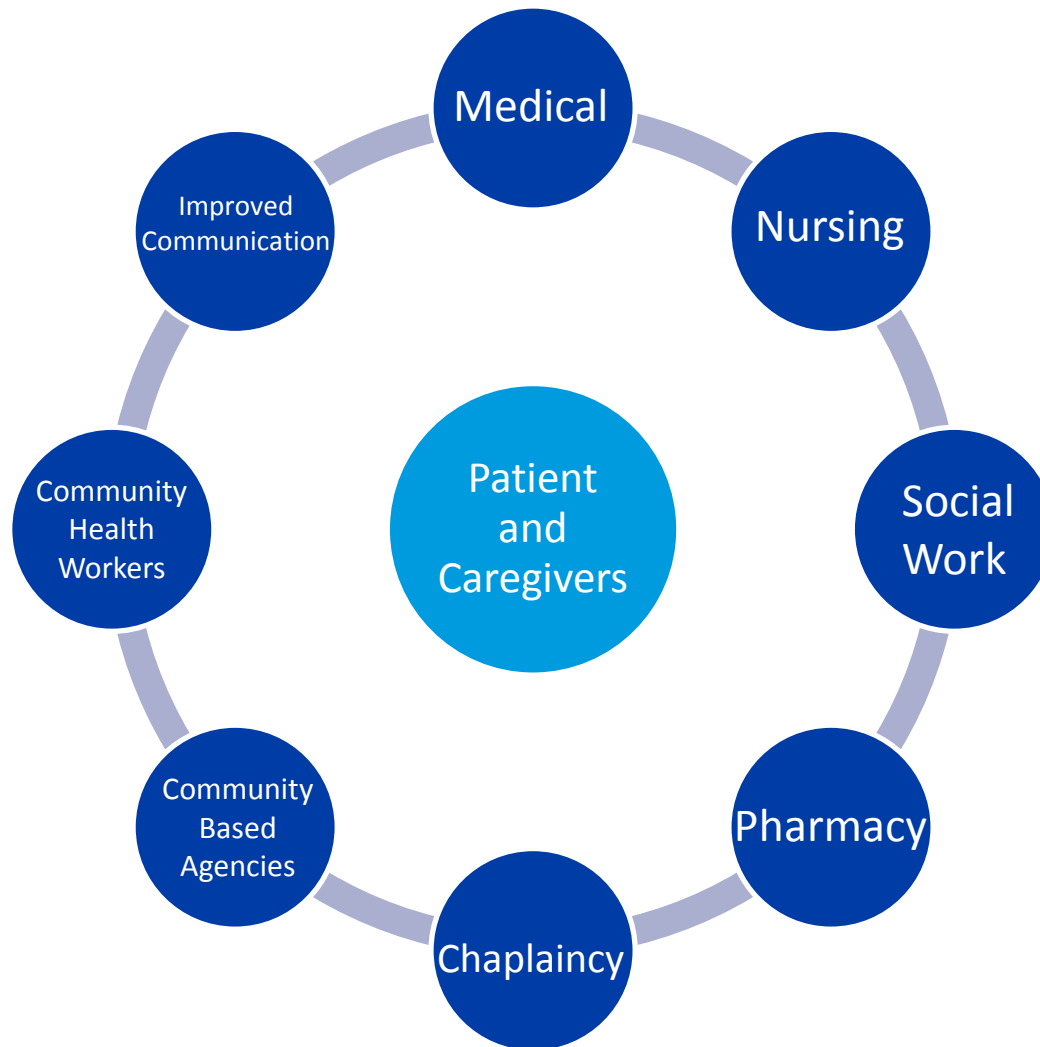 Medical
Nursing
Social
Work
Pharmacy
Chaplaincy
Community
Based
Agencies
Community
Health
Workers
Improved
Communication
Patient
and
Caregivers